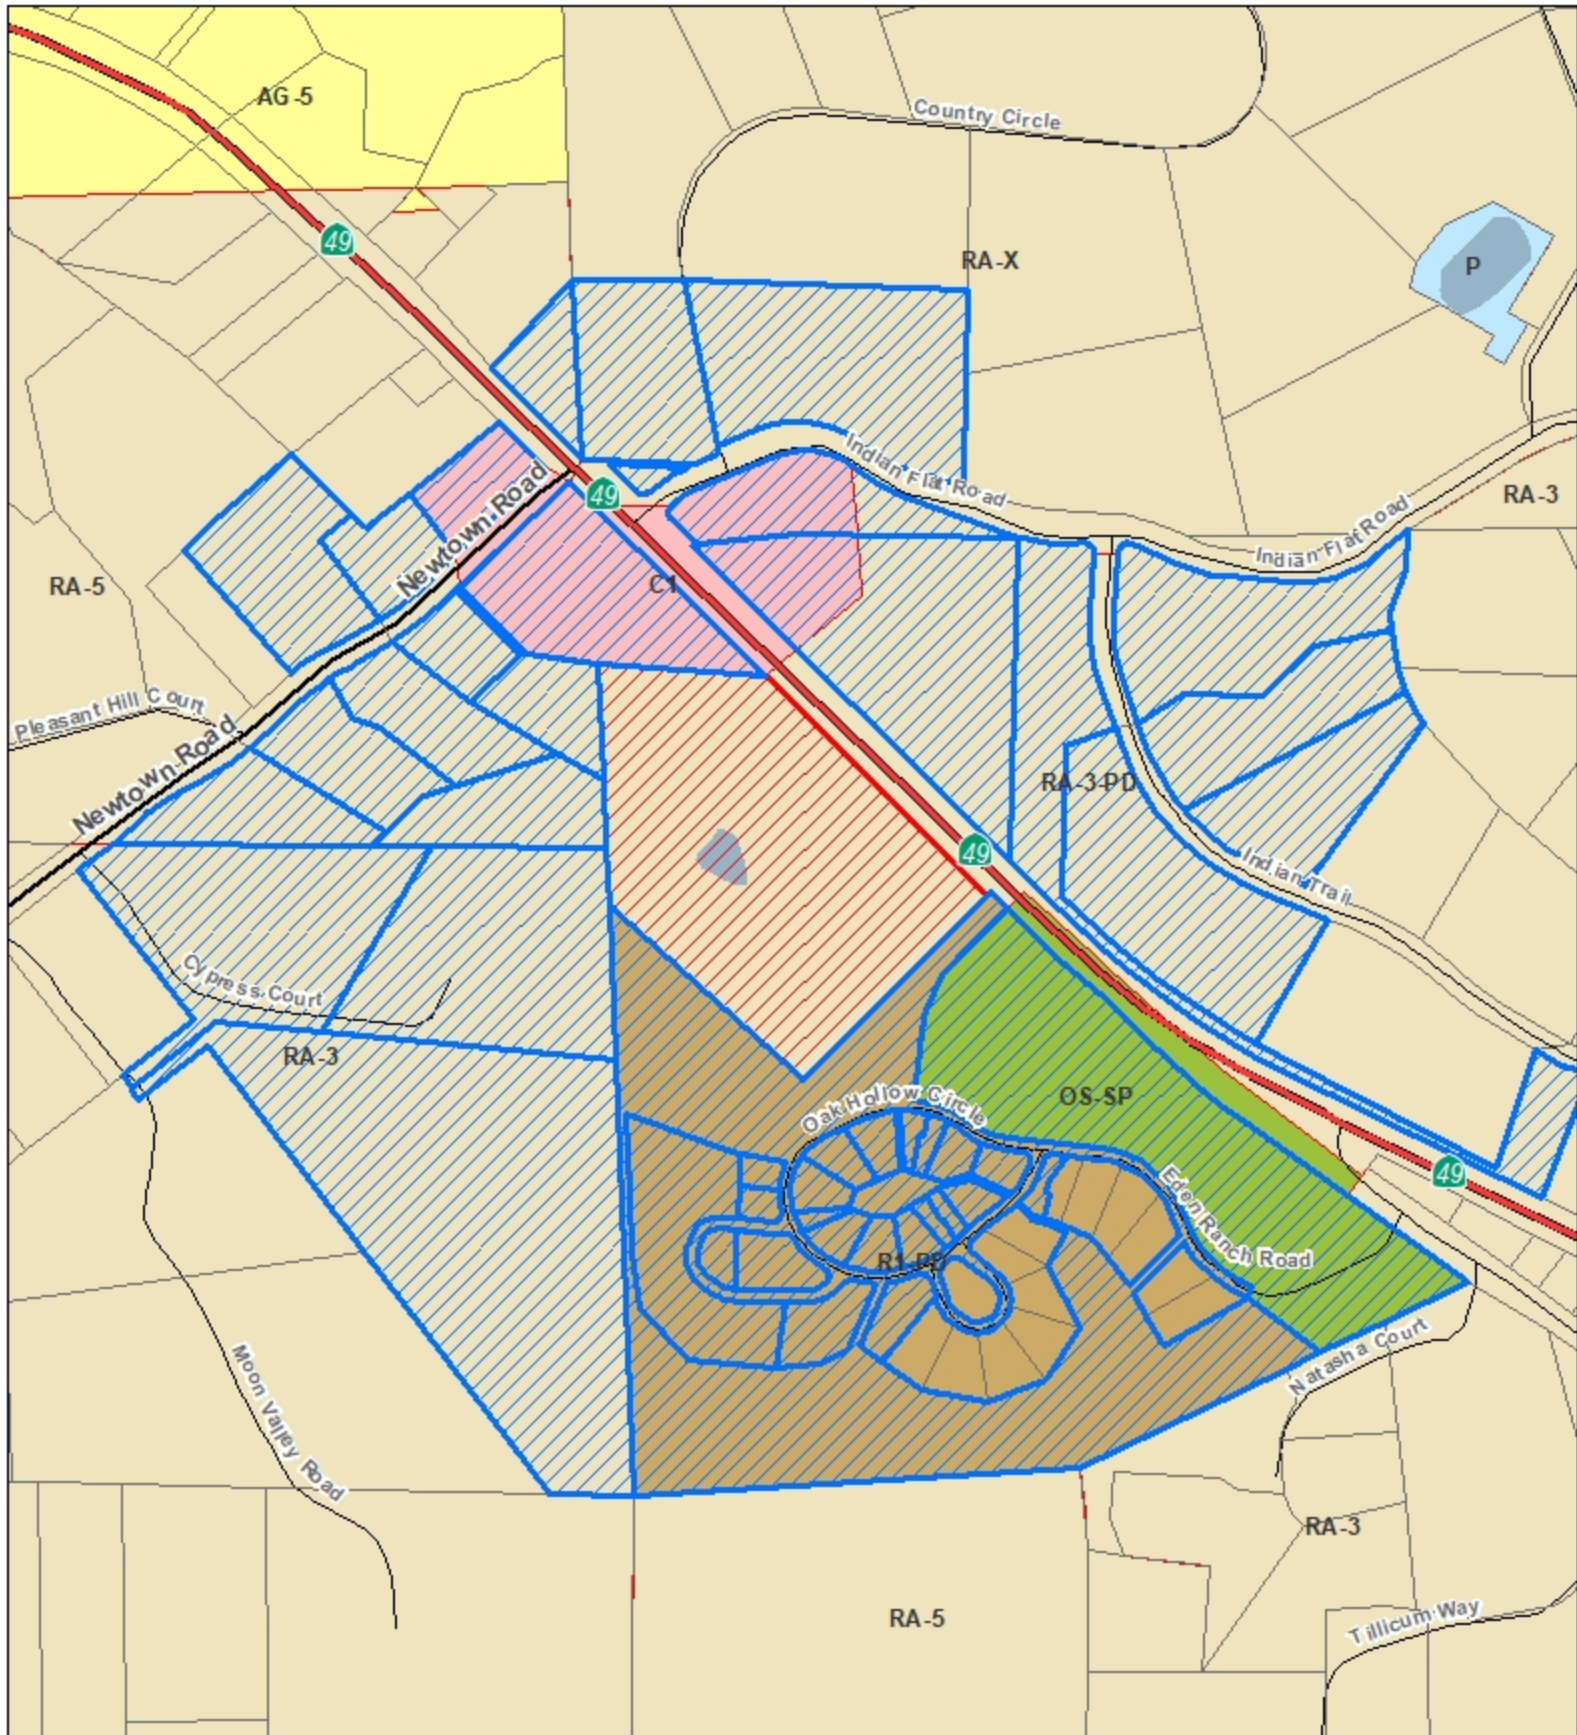 AG-5
Country Circle
49
RA-X
P
Indian Flat Road
Newtown Road
49
RA-3
Indian Flat Road
RA-5
C1
Pleasant Hill Court
Newtown Road
RA-3-PD
49
Indian Trail
Cypress Court
RA-3
OS-SP
Oak Hollow Circle
49
Eden Ranch Road
R1-PD
Natasha Court
Moon Valley Road
RA-3
RA-5
Tillicum Way